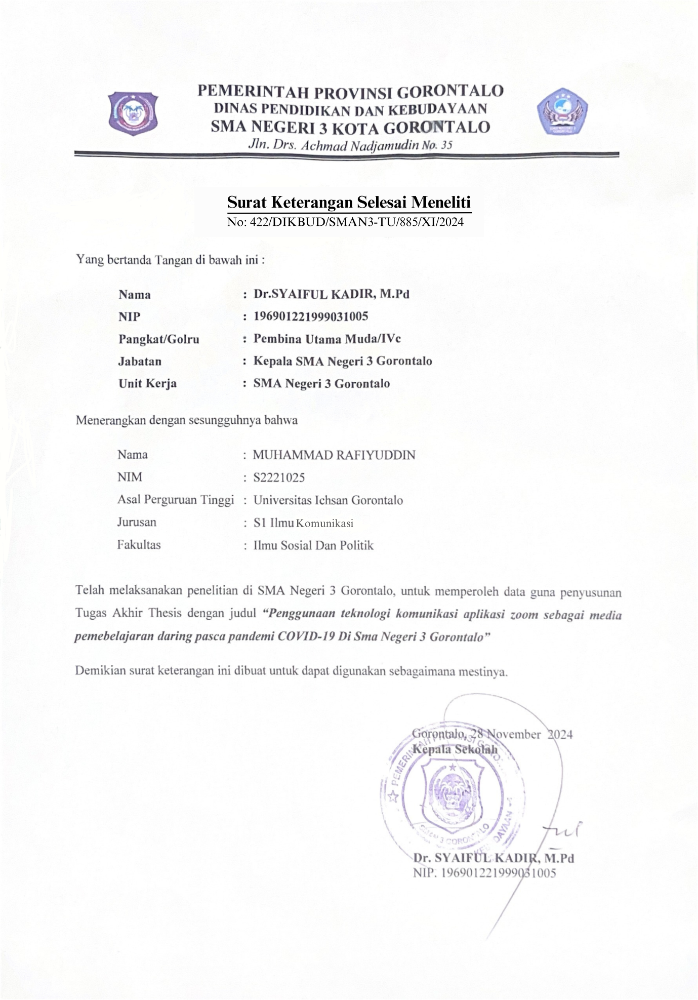 PEMERINTAH PROVINSI GORONTALO
DINAS PENDIDIKAN DAN KEBUDAYAAN
SMA NEGERI 3 KOTA GORONTALO
Jln. Drs. Achmad Nadjamudin No. 35
Surat Keterangan Selesai Meneliti
No: 422/DIKBUD/SMAN3-TU/885/XI/2024
Yang bertanda Tangan di bawah ini :
Nama : Dr.SYAIFUL KADIR, M.Pd
NIP : 196901221999031005
Pangkat/Golru : Pembina Utama Muda/IVc
Jabatan : Kepala SMA Negeri 3 Gorontalo
Unit Kerja : SMA Negeri 3 Gorontalo
Menerangkan dengan sesungguhnya bahwa
Nama : MUHAMMAD RAFIYUDDIN
NIM : S2221025
Asal Perguruan Tinggi : Universitas Ichsan Gorontalo
Jurusan : S1 Ilmu Komunikasi
Fakultas : Ilmu Sosial Dan Politik
Telah melaksanakan penelitian di SMA Negeri 3 Gorontalo, untuk memperoleh data guna penyusunan
Tugas Akhir Thesis dengan judul “Penggunaan teknologi komunikasi aplikasi zoom sebagai media
pemebelajaran daring pasca pandemi COVID-19 Di Sma Negeri 3 Gorontalo”
Demikian surat keterangan ini dibuat untuk dapat digunakan sebagaimana mestinya.
Gorontalo, 28 November 2024
Kepala Sekolah
PEMERINTAH PROVINSI
3 GORONTALO
Dr. SYAIFUL KADIR, M.Pd
NIP: 196901221999031005